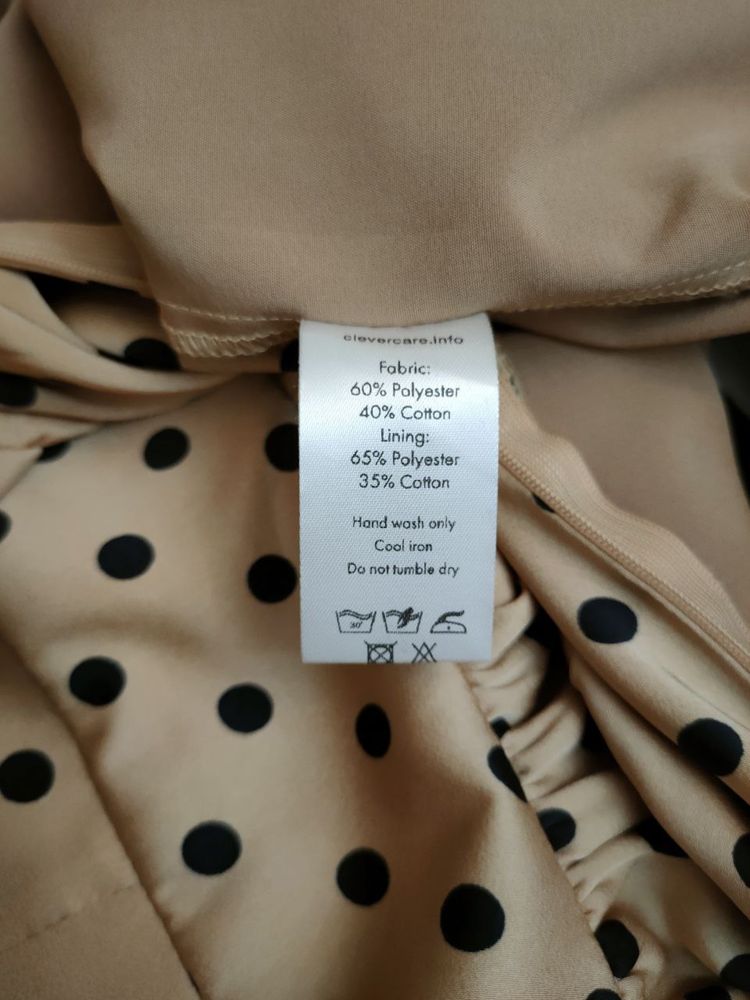 clevercare.info
Fabric:
60% Polyester
40% Cotton
Lining:
65% Polyester
35% Cotton
Hand wash only
Cool iron
Do not tumble dry
30°